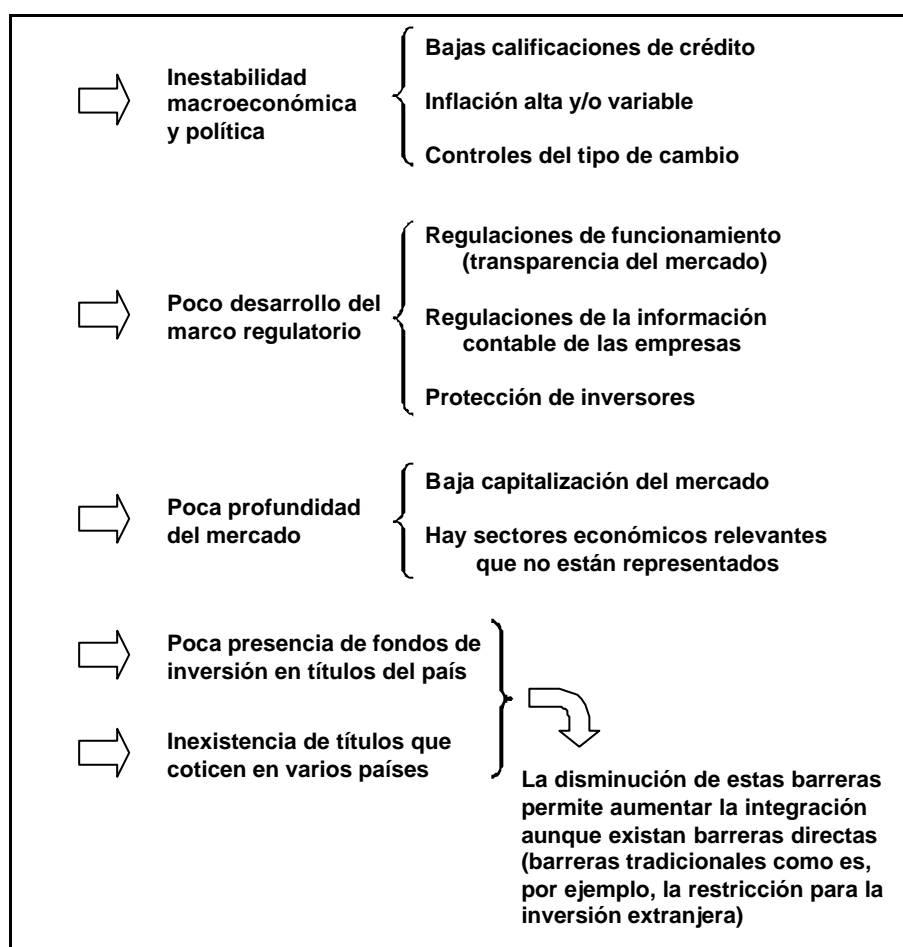 Inestabilidad
macroeconómica
y política
Bajas calificaciones de crédito
Inflación alta y/o variable
Controles del tipo de cambio
Poco desarrollo del
marco regulatorio
Regulaciones de funcionamiento
(transparencia del mercado)
Regulaciones de la información
contable de las empresas
Protección de inversores
Poca profundidad
del mercado
Baja capitalización del mercado
Hay sectores económicos relevantes
que no están representados
Poca presencia de fondos de
inversión en títulos del país
Inexistencia de títulos que
coticen en varios países
La disminución de estas barreras
permite aumentar la integración
aunque existan barreras directas
(barreras tradicionales como es,
por ejemplo, la restricción para la
inversión extranjera)